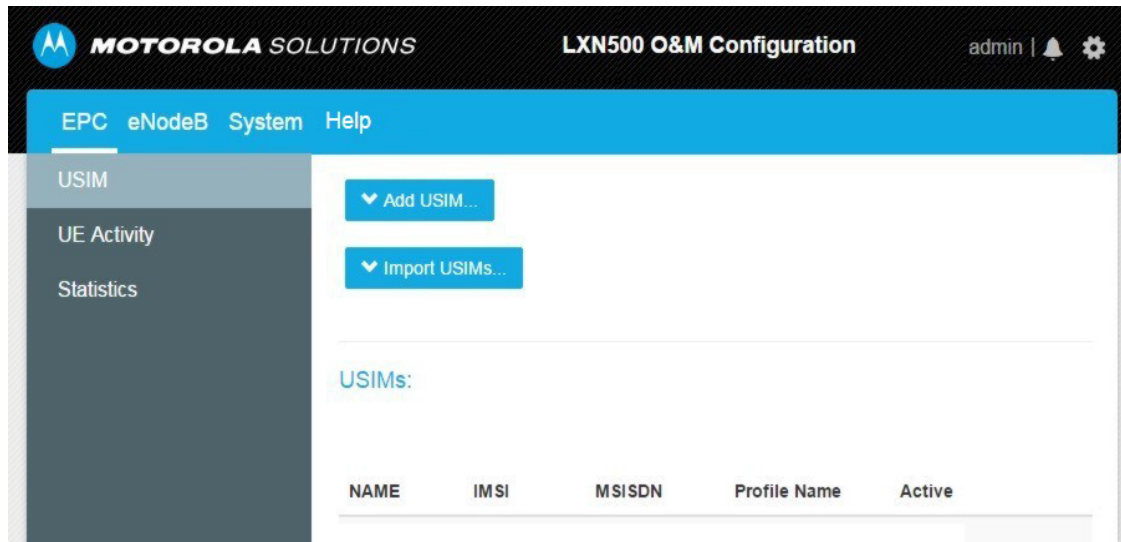 MOTOROLA SOLUTIONS LXN500 O&M Configuration admin |
EPC eNodeB System Help
USIM
UE Activity
Statistics
Add USIM...
Import USIMs...
USIMs:
NAME IMSI MSISDN Profile Name Active